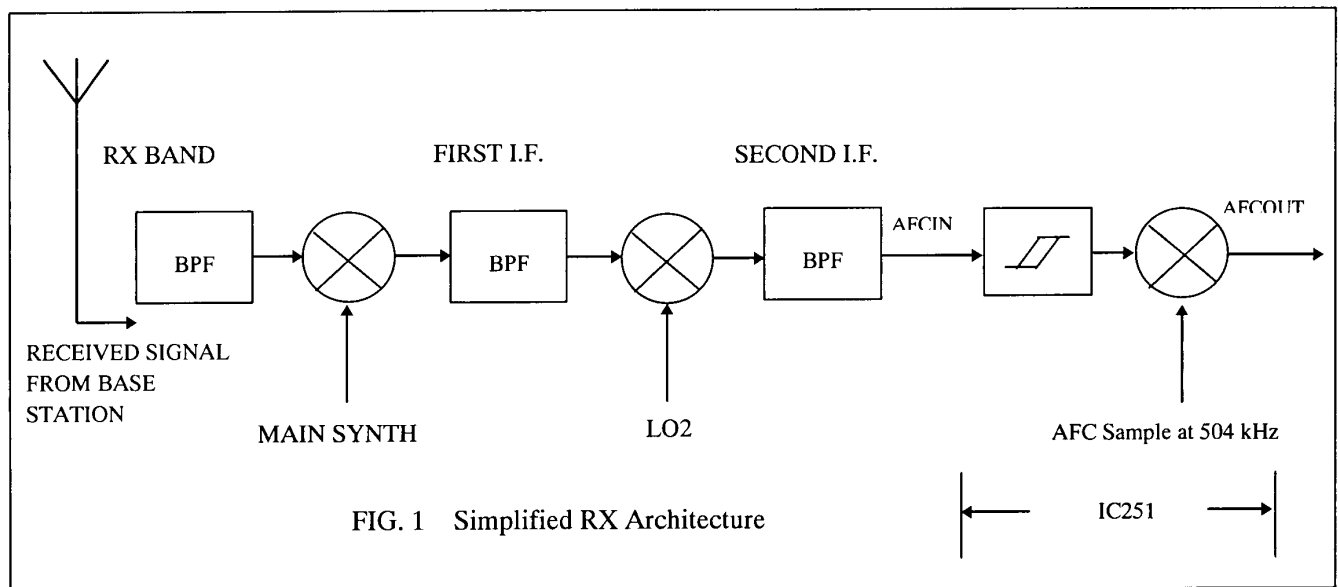 RX BAND
FIRST I.F.
SECOND I.F.
BPF
BPF
BPF
AFCIN
AFCOUT
RECEIVED SIGNAL
FROM BASE
STATION
MAIN SYNTH
LO2
AFC Sample at 504 kHz
FIG. 1 Simplified RX Architecture
IC251